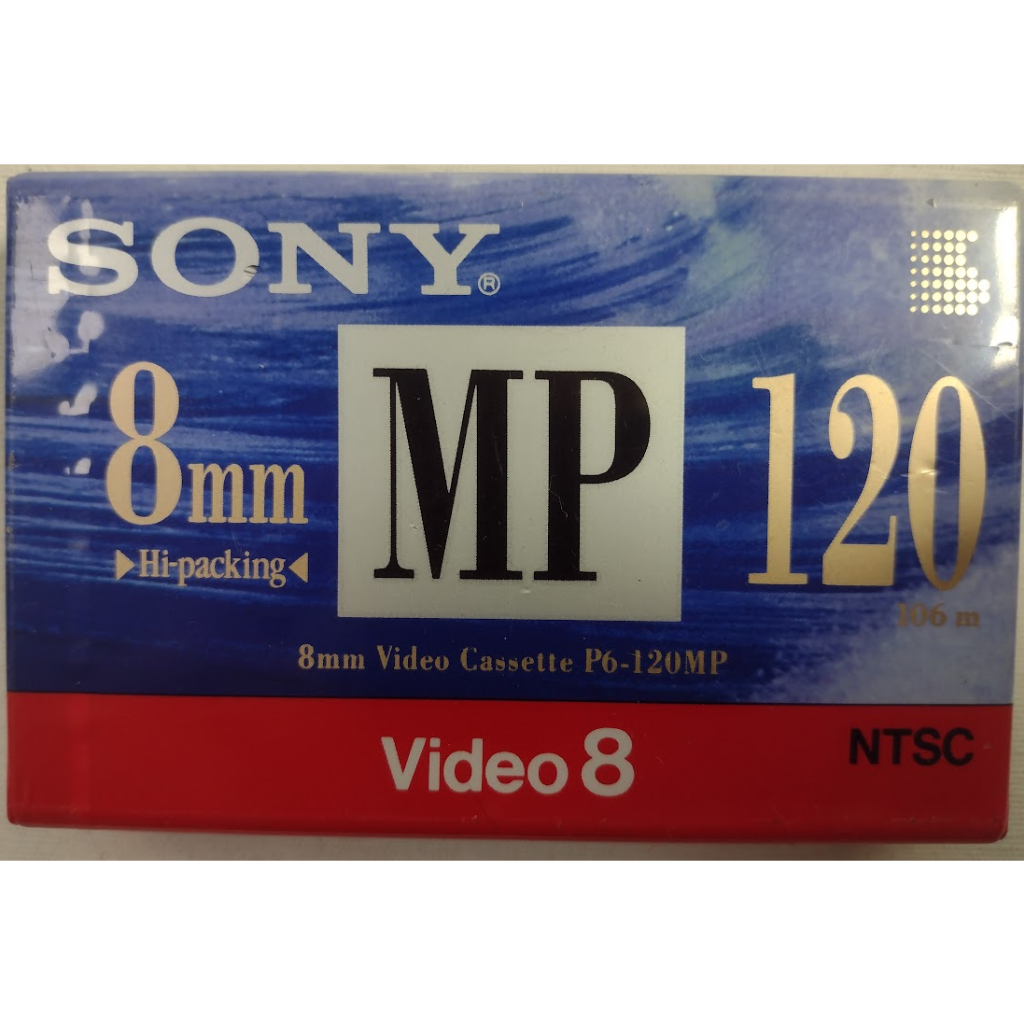 SONY®
8mm
▶Hi-packing◀
MP
120
106 m
8mm Video Cassette P6-120MP
Video 8
NTSC